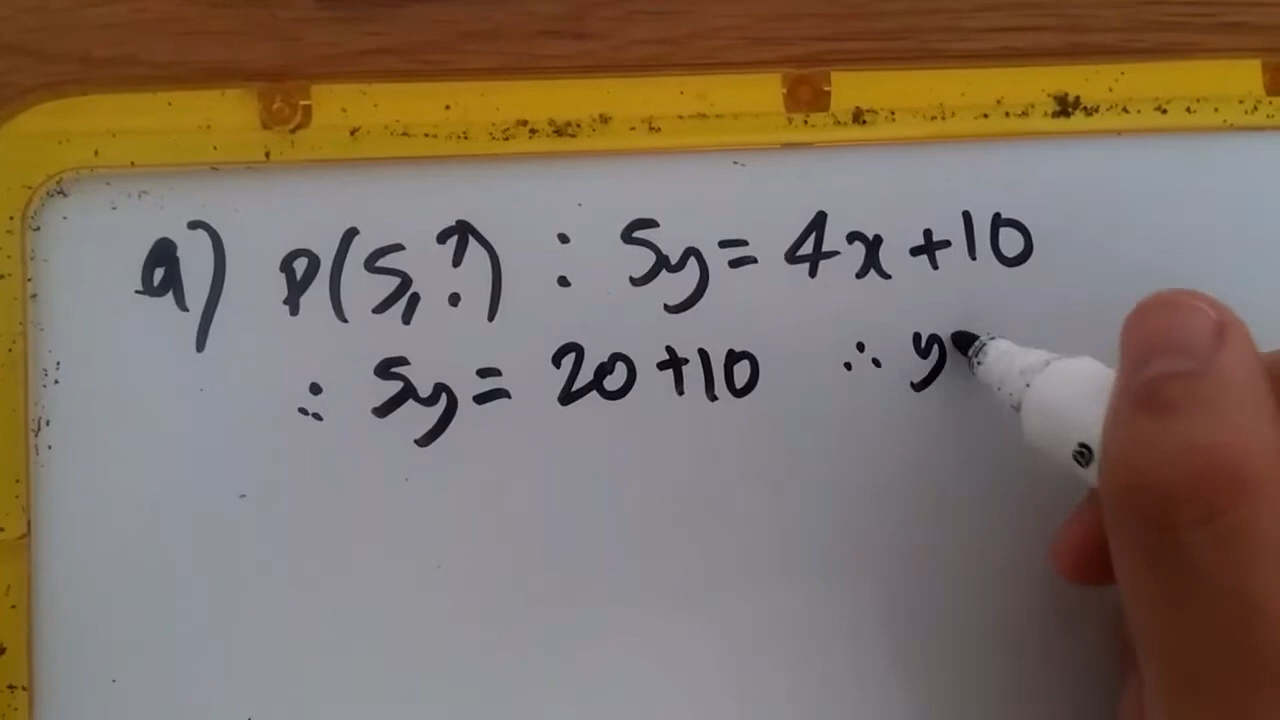 a) P(5,?) : 5y = 4x + 10
∴ 5y = 20 + 10 ∴ y